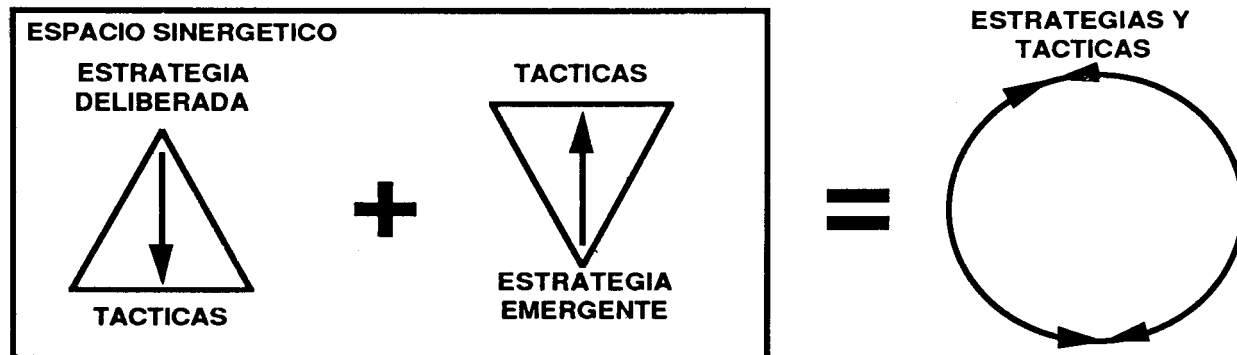 ESPACIO SINERGETICO
ESTRATEGIA
DELIBERADA
TACTICAS
TACTICAS
ESTRATEGIA
EMERGENTE
ESTRATEGIAS Y
TACTICAS